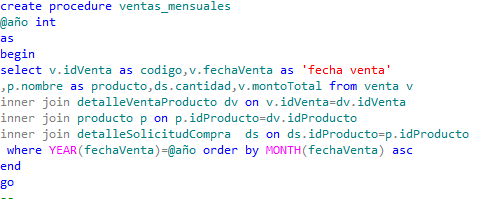 create procedure ventas_mensuales
@año int
as
begin
select v.idVenta as codigo,v.fechaVenta as 'fecha venta'
,p.nombre as producto,ds.cantidad,v.montoTotal from venta v
inner join detalleVentaProducto dv on v.idVenta=dv.idVenta
inner join producto p on p.idProducto=dv.idProducto
inner join detalleSolicitudCompra  ds on ds.idProducto=p.idProducto
 where YEAR(fechaVenta)=@año order by MONTH(fechaVenta) asc
end
go
--